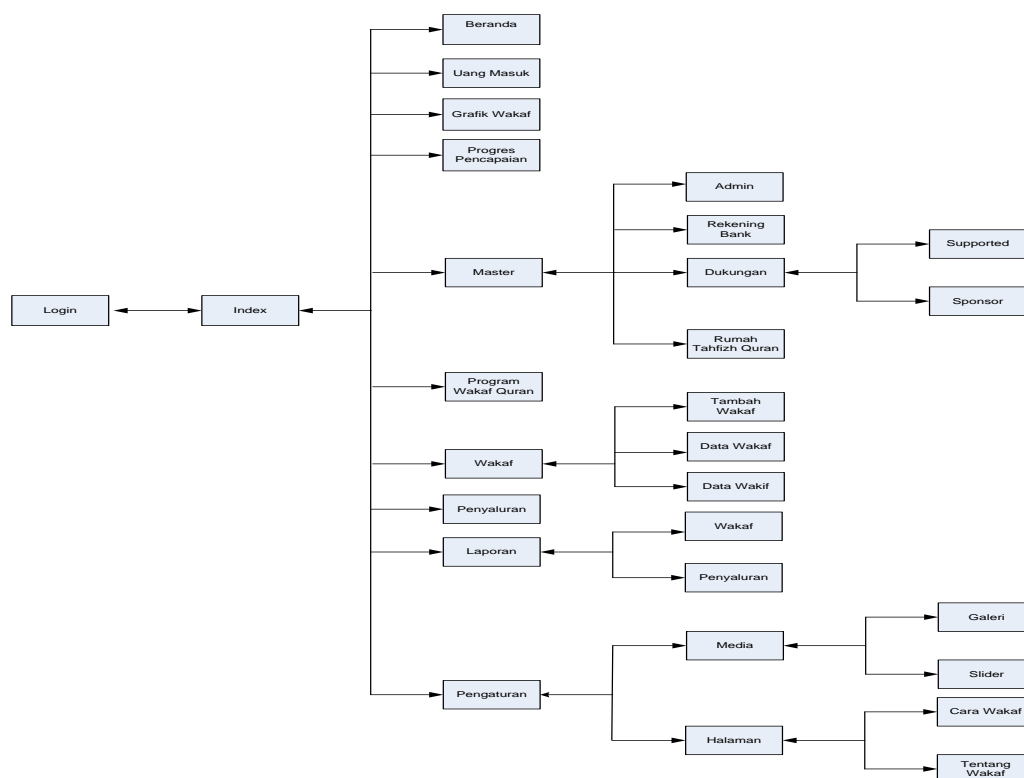 Beranda
Uang Masuk
Grafik Wakaf
Progres
Pencapaian
Admin
Rekening
Bank
Supported
Master
Dukungan
Login
Index
Sponsor
Rumah
Tahfizh Quran
Program
Wakaf Quran
Tambah
Wakaf
Data Wakaf
Wakaf
Data Wakif
Penyaluran
Wakaf
Laporan
Penyaluran
Galeri
Media
Slider
Pengaturan
Cara Wakaf
Halaman
Tentang
Wakaf